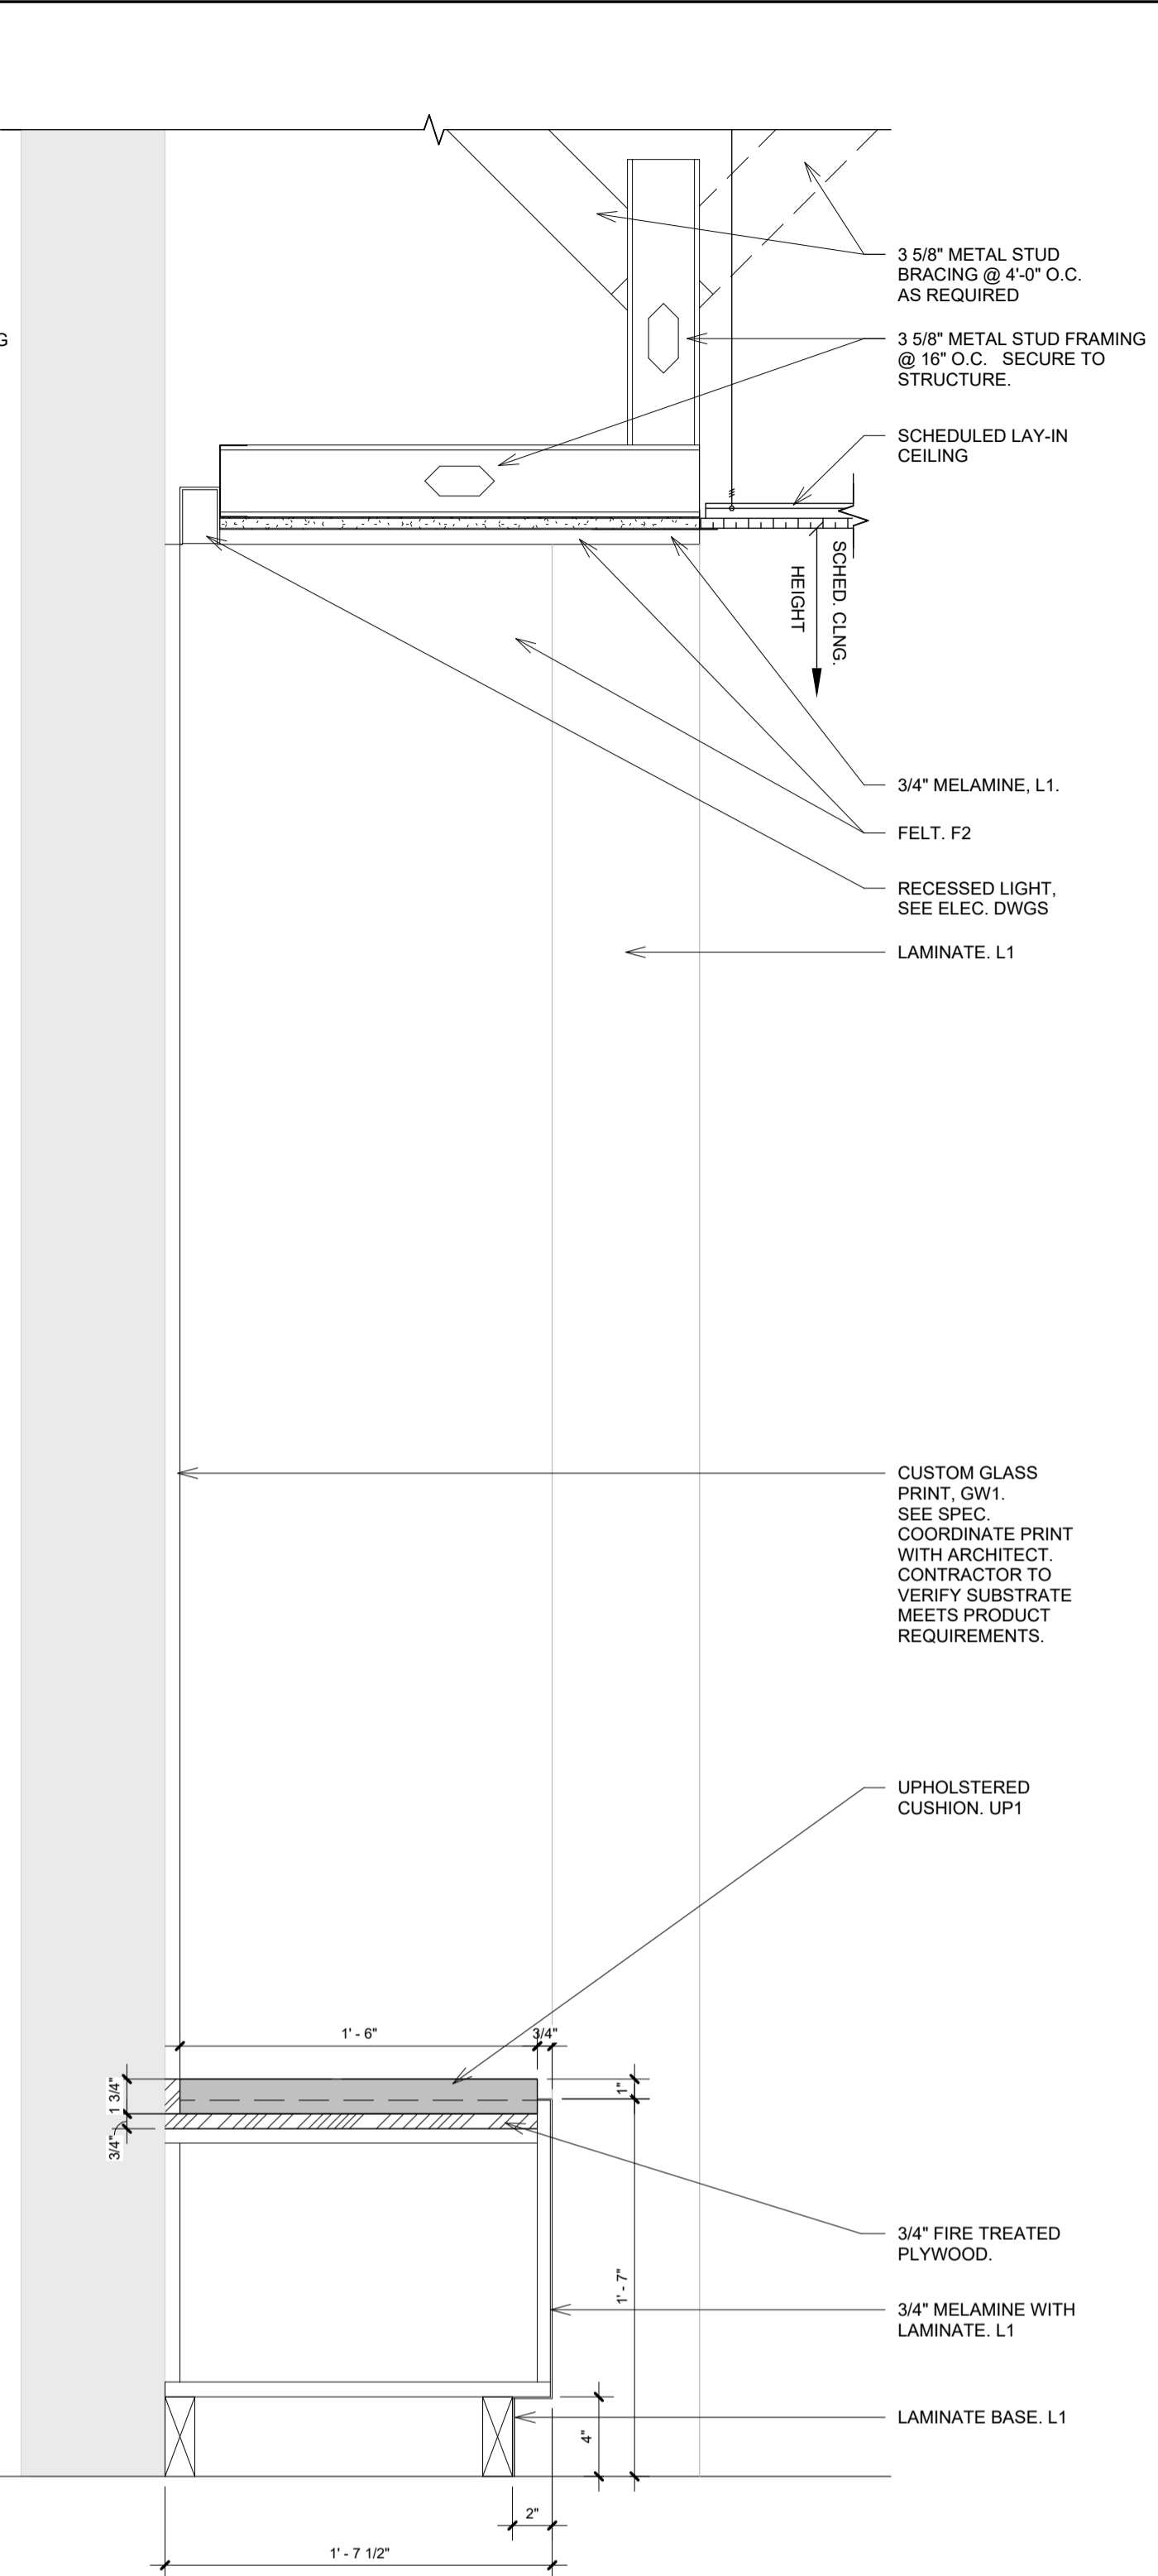 3 5/8" METAL STUD
BRACING @ 4'-0" O.C.
AS REQUIRED
G
3 5/8" METAL STUD FRAMING
@ 16" O.C. SECURE TO
STRUCTURE.
SCHEDULED LAY-IN
CEILING
SCHED. CLNG.
HEIGHT
3/4" MELAMINE, L1.
FELT. F2
RECESSED LIGHT,
SEE ELEC. DWGS
LAMINATE. L1
CUSTOM GLASS
PRINT, GW1.
SEE SPEC.
COORDINATE PRINT
WITH ARCHITECT.
CONTRACTOR TO
VERIFY SUBSTRATE
MEETS PRODUCT
REQUIREMENTS.
UPHOLSTERED
CUSHION. UP1
1' - 6"
3/4"
1 3/4"
1"
3/4"
3/4" FIRE TREATED
PLYWOOD.
1' - 7"
3/4" MELAMINE WITH
LAMINATE. L1
LAMINATE BASE. L1
4"
2"
1' - 7 1/2"